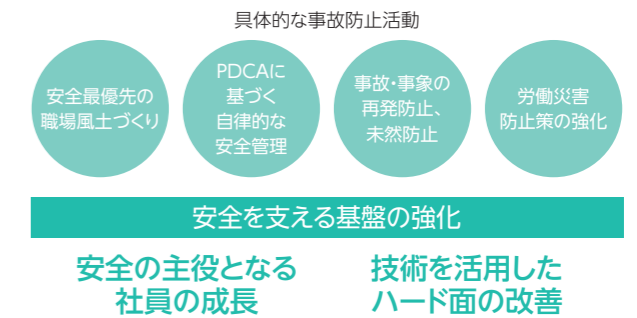 具体的な事故防止活動
安全最優先の
職場風土づくり
PDCAに
基づく
自律的な
安全管理
事故・事象の
再発防止、
未然防止
労働災害
防止策の強化
安全を支える基盤の強化
安全の主役となる
社員の成長
技術を活用した
ハード面の改善